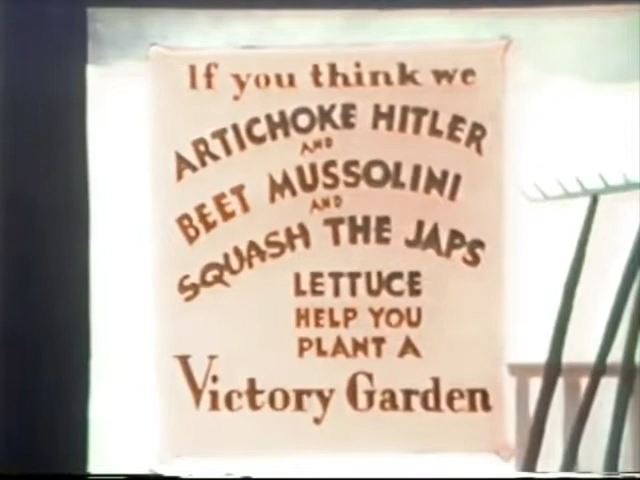 If you think we
ARTICHOKE HITLER
AND
BEET MUSSOLINI
AND
SQUASH THE JAPS
LETTUCE
HELP YOU
PLANT A
Victory Garden